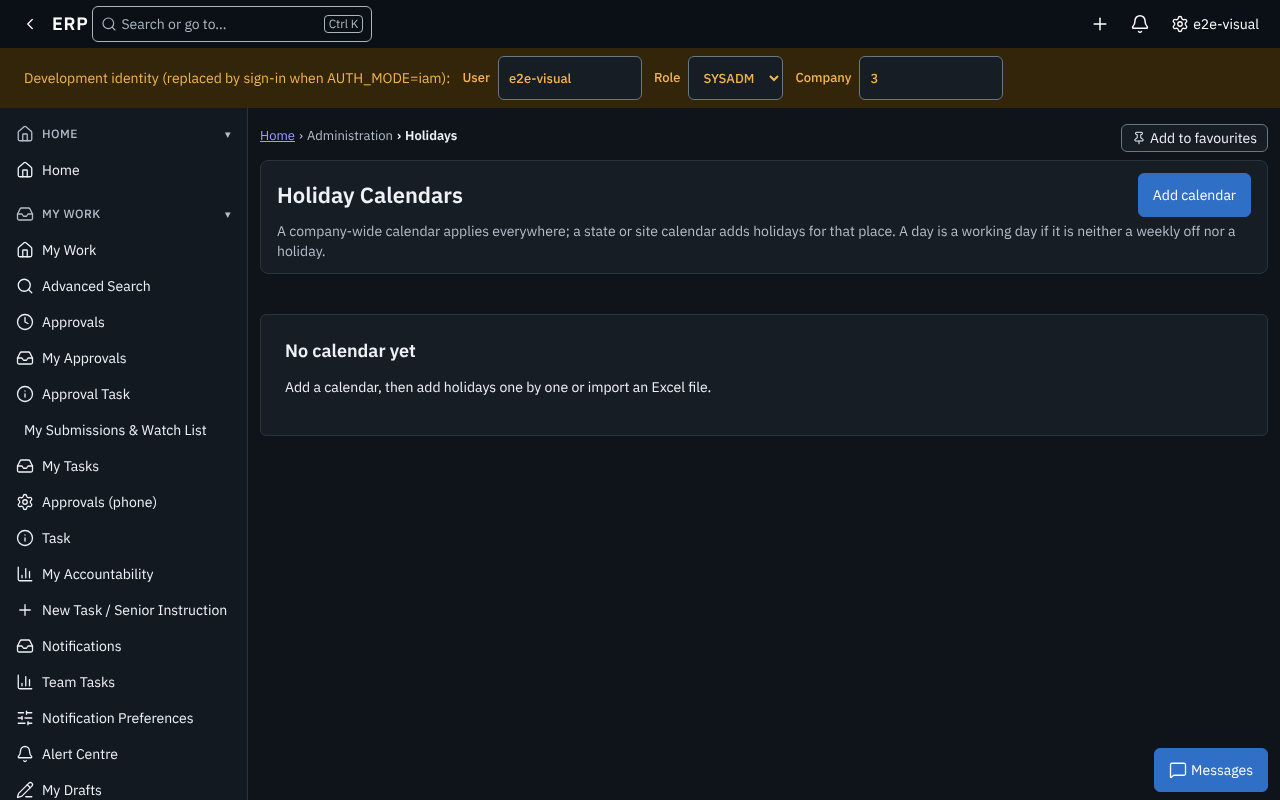 ERP
Search or go to...
Ctrl K
e2e-visual
Development identity (replaced by sign-in when AUTH_MODE=iam):
User
e2e-visual
Role
SYSADM
Company
3
HOME
Home
MY WORK
My Work
Advanced Search
Approvals
My Approvals
Approval Task
My Submissions & Watch List
My Tasks
Approvals (phone)
Task
My Accountability
New Task / Senior Instruction
Notifications
Team Tasks
Notification Preferences
Alert Centre
My Drafts
Home › Administration › Holidays
Add to favourites
Holiday Calendars
Add calendar
A company-wide calendar applies everywhere; a state or site calendar adds holidays for that place. A day is a working day if it is neither a weekly off nor a
holiday.
No calendar yet
Add a calendar, then add holidays one by one or import an Excel file.
Messages